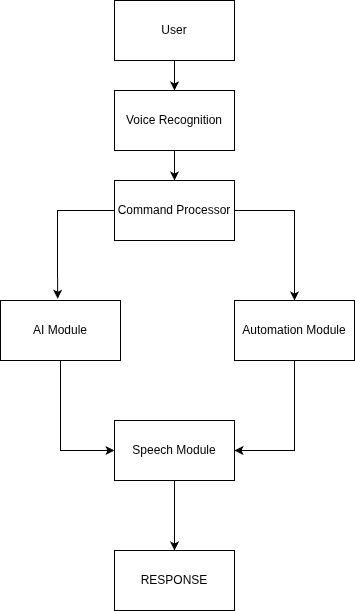 User
Voice Recognition
Command Processor
AI Module
Automation Module
Speech Module
RESPONSE